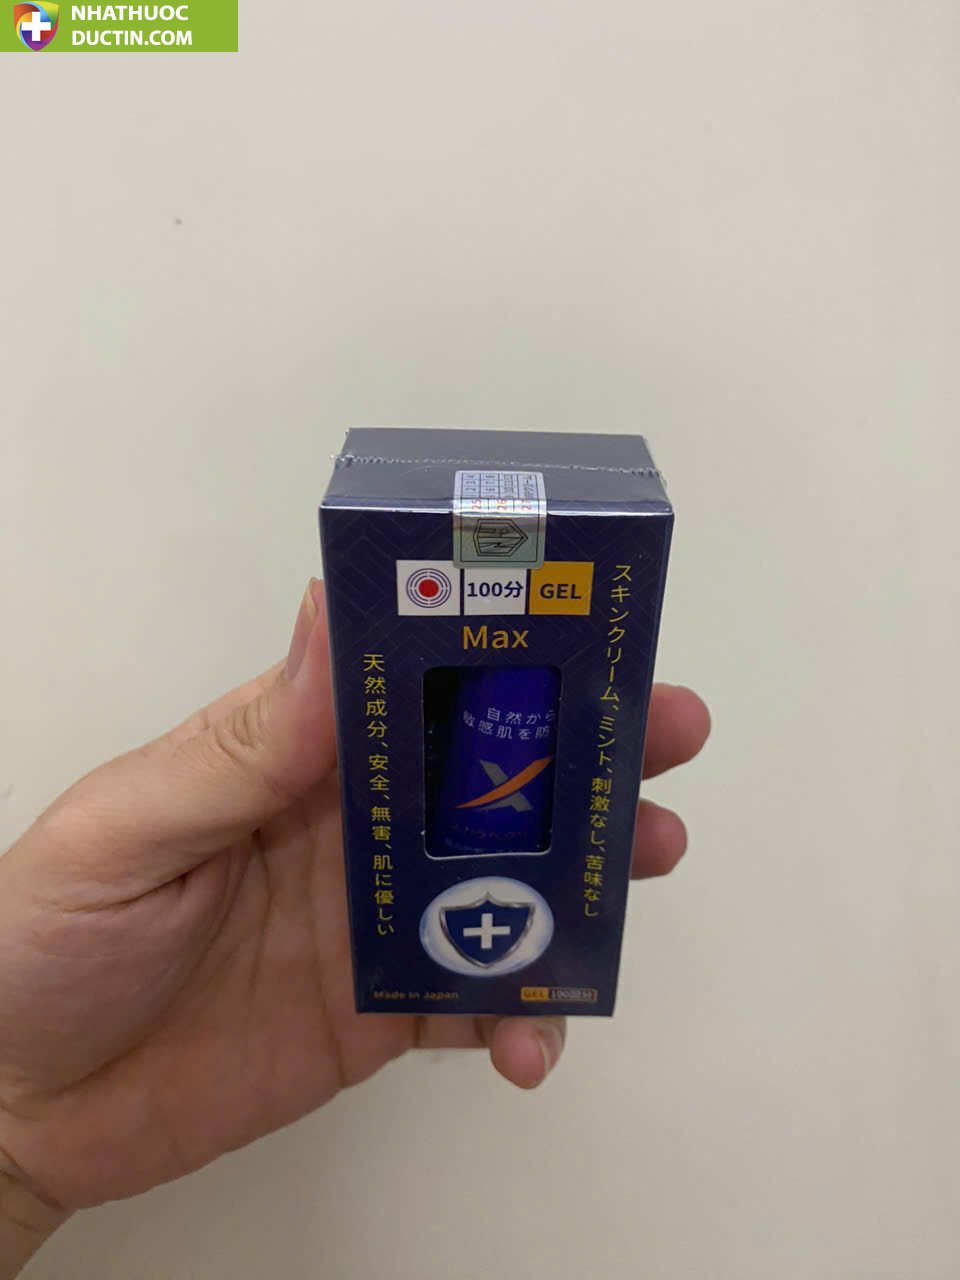 NHATHUOC
DUCTIN.COM
100分
GEL
Max
スキンクリーム、ミント、刺激なし、苦味なし
天然成分、安全、無害、肌に優しい
自然から
敏感肌を防
Made in Japan
GEL